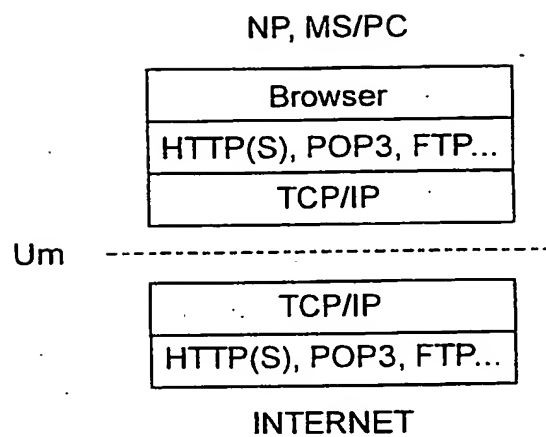 NP, MS/PC
Browser
HTTP(S), POP3, FTP...
TCP/IP
Um
TCP/IP
HTTP(S), POP3, FTP...
INTERNET